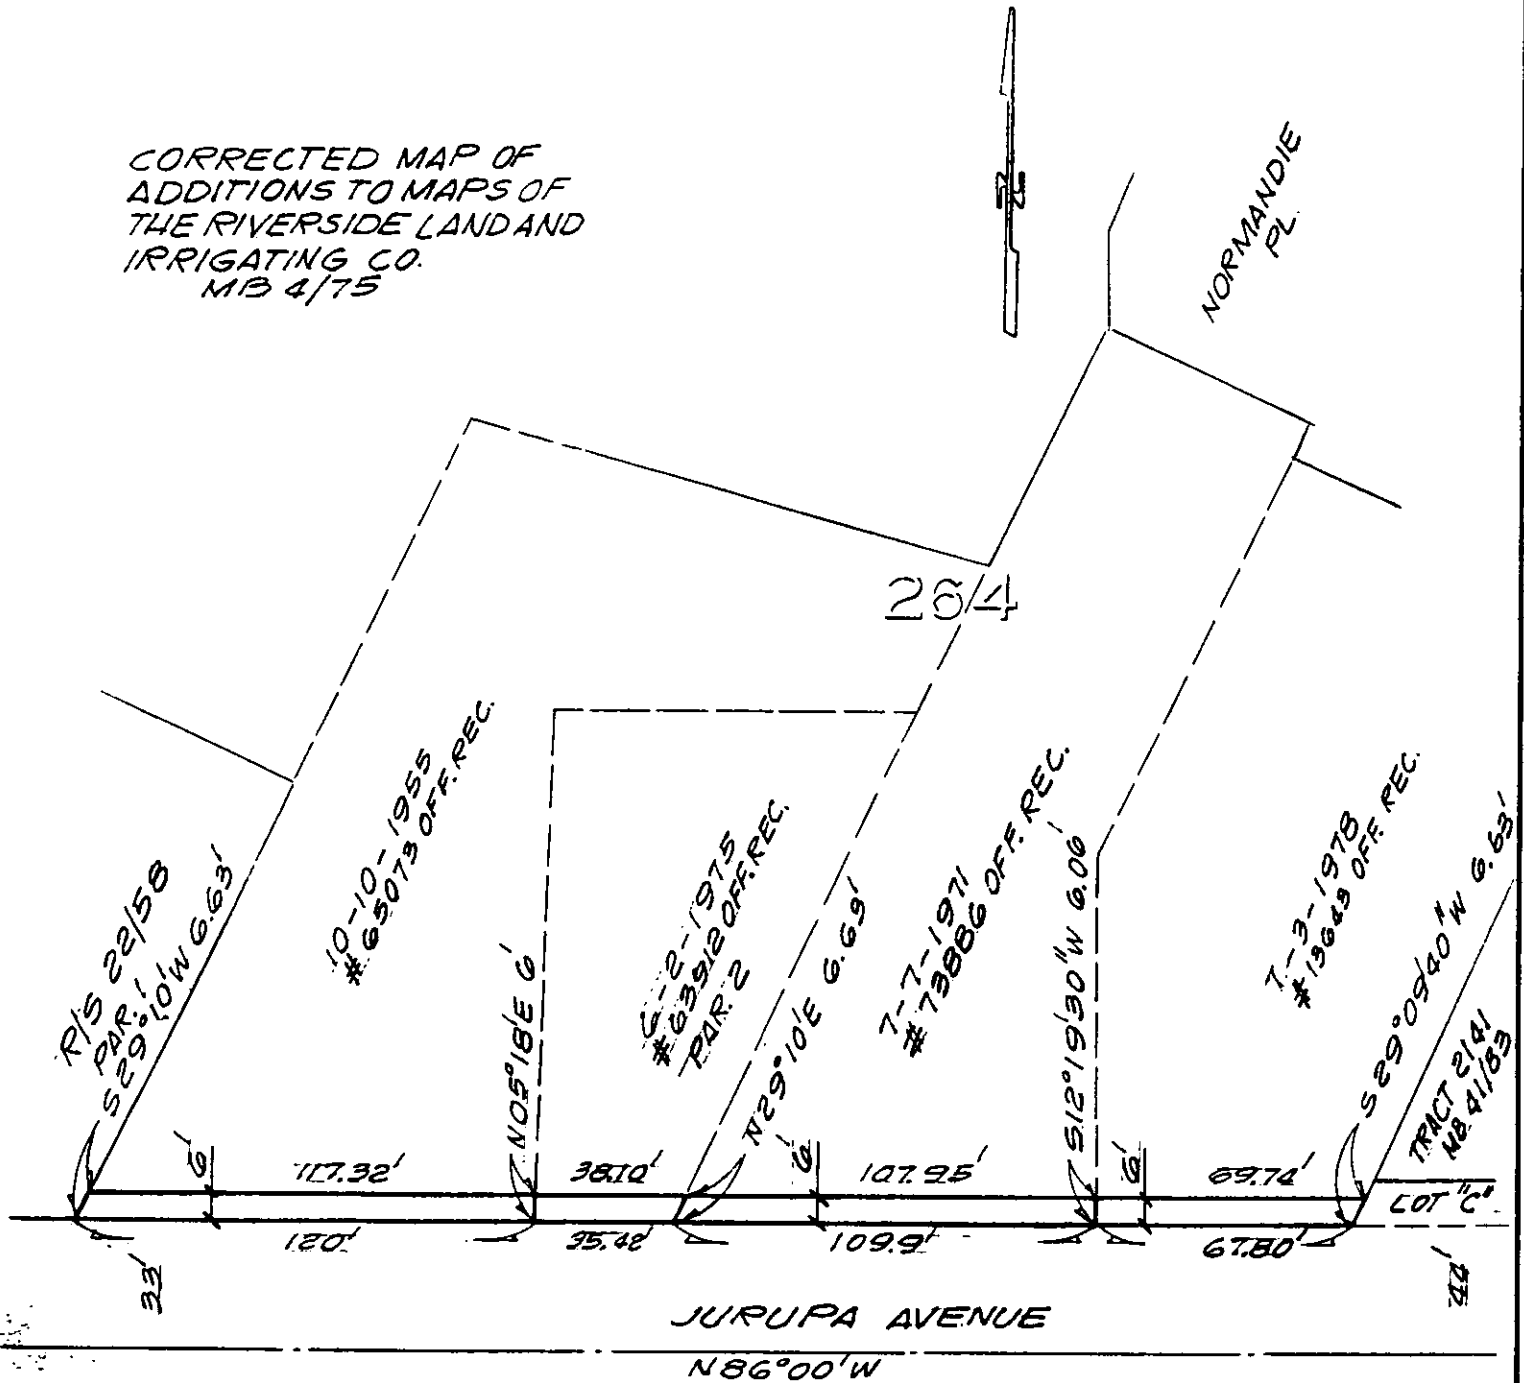 CORRECTED MAP OF
ADDITIONS TO MAPS OF
THE RIVERSIDE LAND AND
IRRIGATING CO.
MB 4/75
N
NORMANDIE
PL.
264
R/S 22/58
PAR. 1
S29°10'W 6.63'
10-10-1955
#65073 OFF. REC.
N05°18'E 6'
6-2-1975
#63912 OFF. REC.
PAR. 2
N29°10'E 6.63'
7-7-1971
#73886 OFF. REC.
S12°19'30"W 6.06'
7-3-1978
#13643 OFF. REC.
S29°09'40"W 6.63'
TRACT 2141
MB 41/83
LOT "C"
6'
117.32'
38.10'
6'
107.95'
6'
69.74'
120'
35.42'
109.9'
67.80'
33'
44'
JURUPA AVENUE
N86°00'W